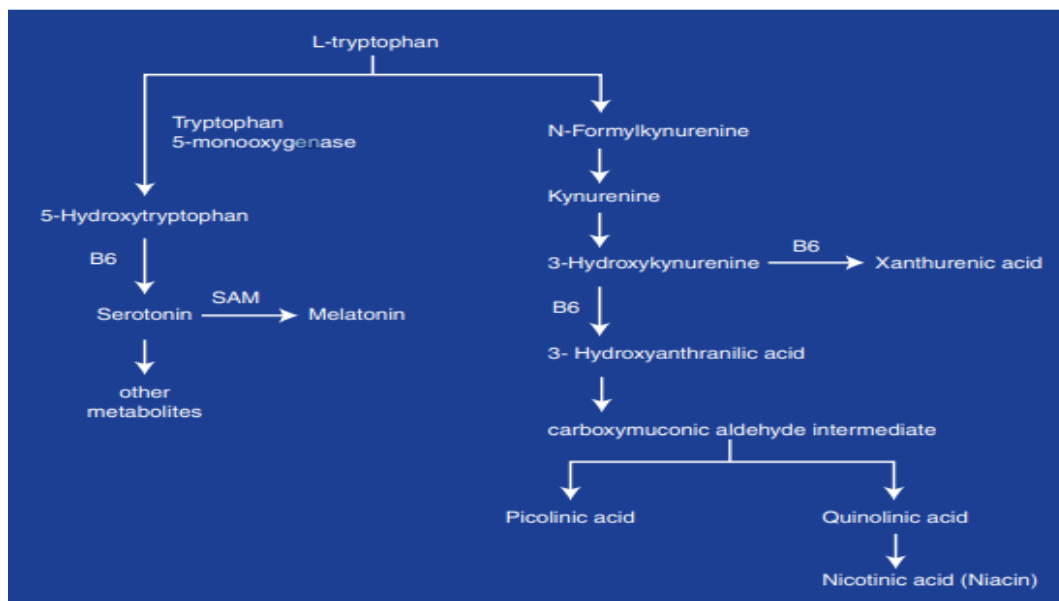 L-tryptophan
Tryptophan
5-monooxygenase
N-Formylkynurenine
Kynurenine
5-Hydroxytryptophan
B6
B6
3-Hydroxykynurenine
Xanthurenic acid
SAM
Serotonin
Melatonin
B6
3- Hydroxyanthranilic acid
other
metabolites
carboxymuconic aldehyde intermediate
Picolinic acid
Quinolinic acid
Nicotinic acid (Niacin)